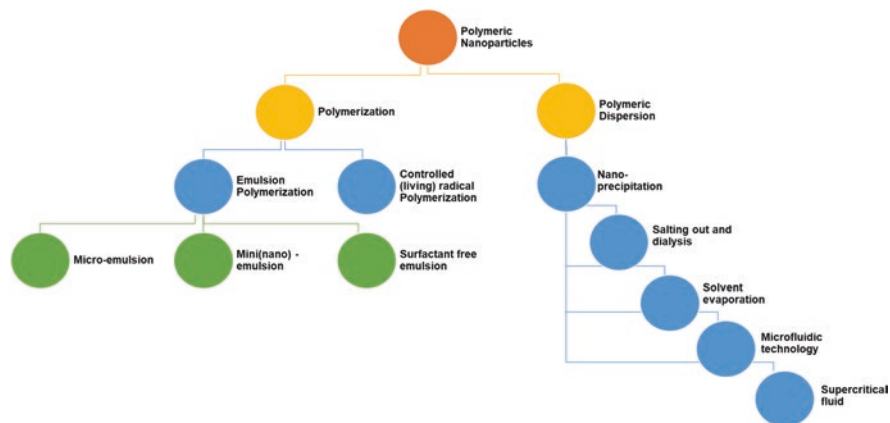 Polymeric
Nanoparticles
Polymerization
Polymeric
Dispersion
Emulsion
Polymerization
Controlled
(living) radical
Polymerization
Nano-
precipitation
Salting out and
dialysis
Micro-emulsion
Mini(nano) -
emulsion
Surfactant free
emulsion
Solvent
evaporation
Microfluidic
technology
Supercritical
fluid